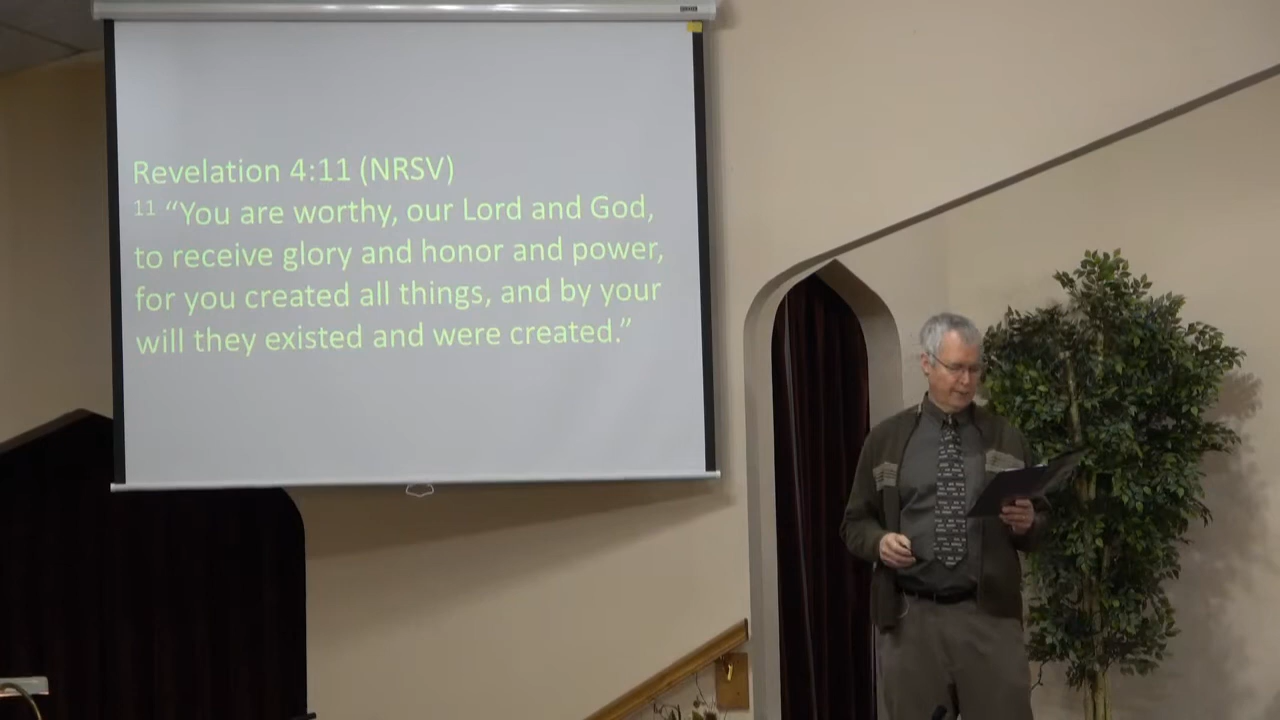 Revelation 4:11 (NRSV)
11 “You are worthy, our Lord and God,
to receive glory and honor and power,
for you created all things, and by your
will they existed and were created.”